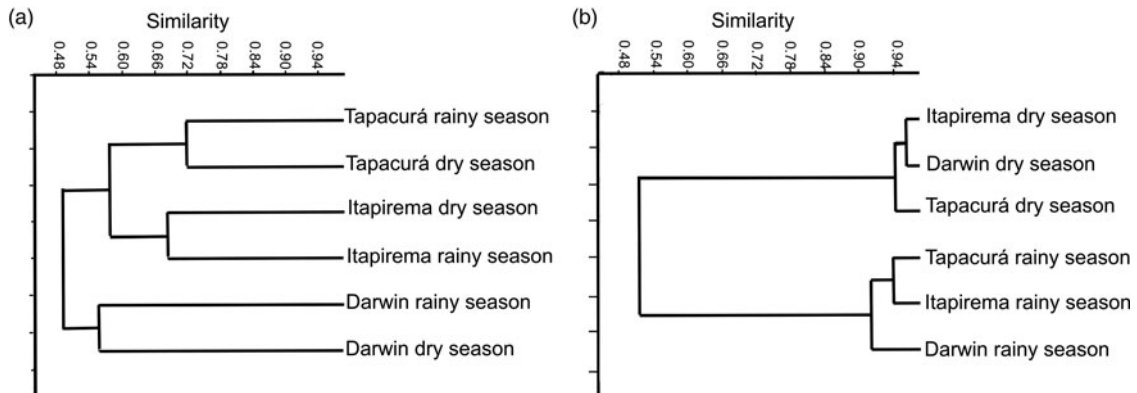 (a)
Similarity
0.48 0.54 0.60 0.66 0.72 0.78 0.84 0.90 0.94
Tapacurá rainy season
Tapacurá dry season
Itapirema dry season
Itapirema rainy season
Darwin rainy season
Darwin dry season
(b)
Similarity
0.48 0.54 0.60 0.66 0.72 0.78 0.84 0.90 0.94
Itapirema dry season
Darwin dry season
Tapacurá dry season
Tapacurá rainy season
Itapirema rainy season
Darwin rainy season